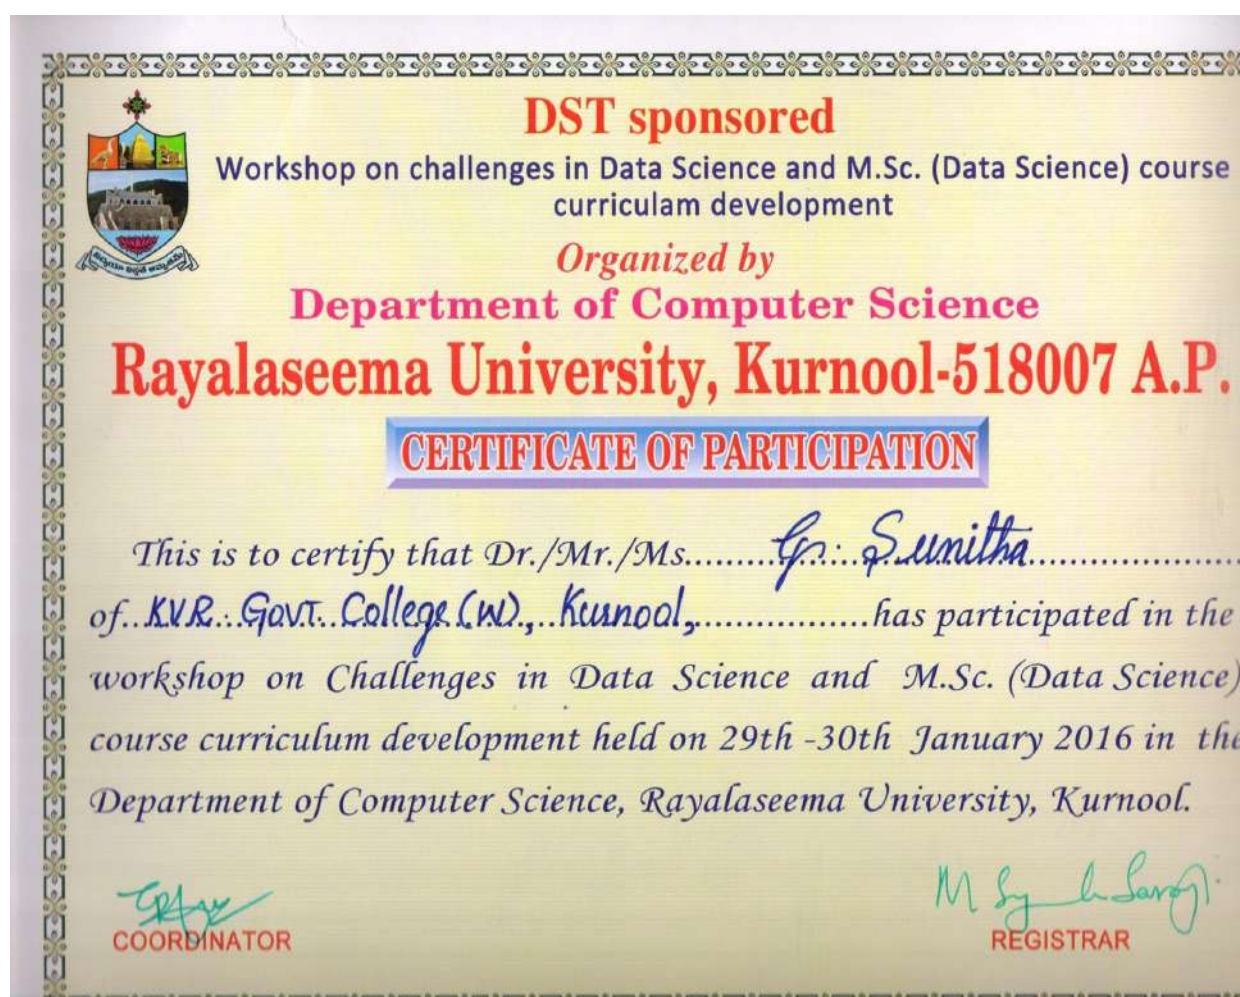 DST sponsored
Workshop on challenges in Data Science and M.Sc. (Data Science) course
curriculam development
Organized by
Department of Computer Science
Rayalaseema University, Kurnool-518007 A.P.
CERTIFICATE OF PARTICIPATION
This is to certify that Dr./Mr./Ms.........G. Sunitha......................
of..K.V.R. Govt. College (W)., Kurnool,.................has participated in the
workshop on Challenges in Data Science and M.Sc. (Data Science)
course curriculum development held on 29th -30th January 2016 in the
Department of Computer Science, Rayalaseema University, Kurnool.
COORDINATOR
REGISTRAR